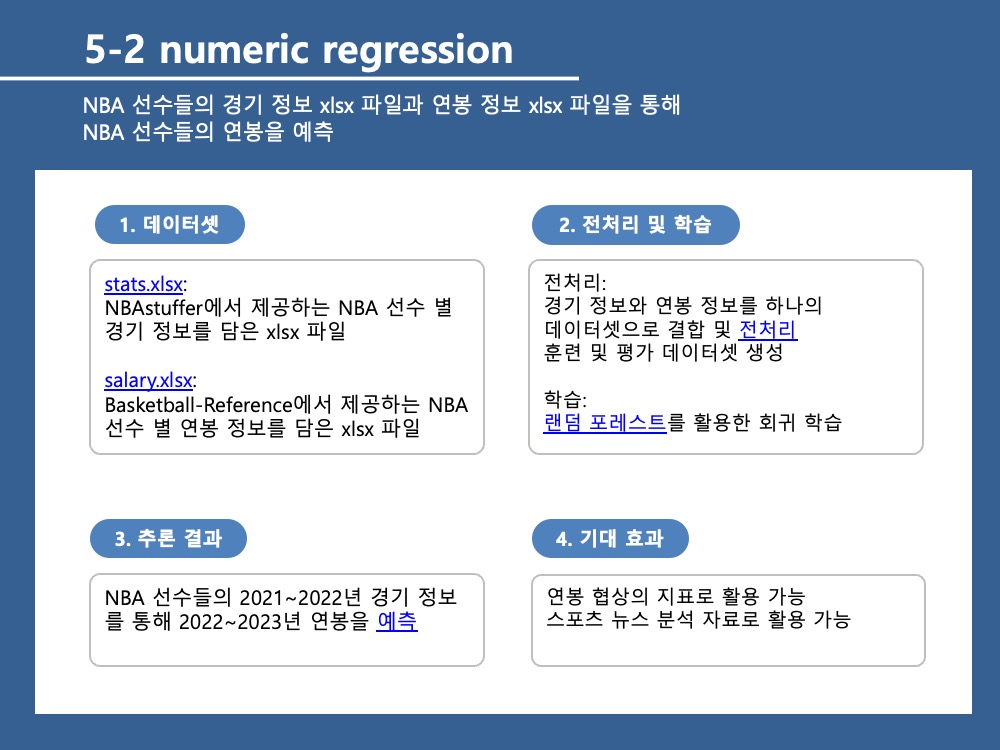 5-2 numeric regression
NBA 선수들의 경기 정보 xlsx 파일과 연봉 정보 xlsx 파일을 통해
NBA 선수들의 연봉을 예측
1. 데이터셋
stats.xlsx:
NBAstuffer에서 제공하는 NBA 선수 별
경기 정보를 담은 xlsx 파일
salary.xlsx:
Basketball-Reference에서 제공하는 NBA
선수 별 연봉 정보를 담은 xlsx 파일
2. 전처리 및 학습
전처리:
경기 정보와 연봉 정보를 하나의
데이터셋으로 결합 및 전처리
훈련 및 평가 데이터셋 생성
학습:
랜덤 포레스트를 활용한 회귀 학습
3. 추론 결과
NBA 선수들의 2021~2022년 경기 정보
를 통해 2022~2023년 연봉을 예측
4. 기대 효과
연봉 협상의 지표로 활용 가능
스포츠 뉴스 분석 자료로 활용 가능